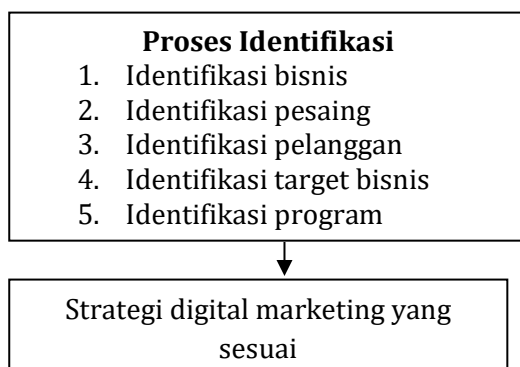 Proses Identifikasi
1. Identifikasi bisnis
2. Identifikasi pesaing
3. Identifikasi pelanggan
4. Identifikasi target bisnis
5. Identifikasi program
Strategi digital marketing yang
sesuai